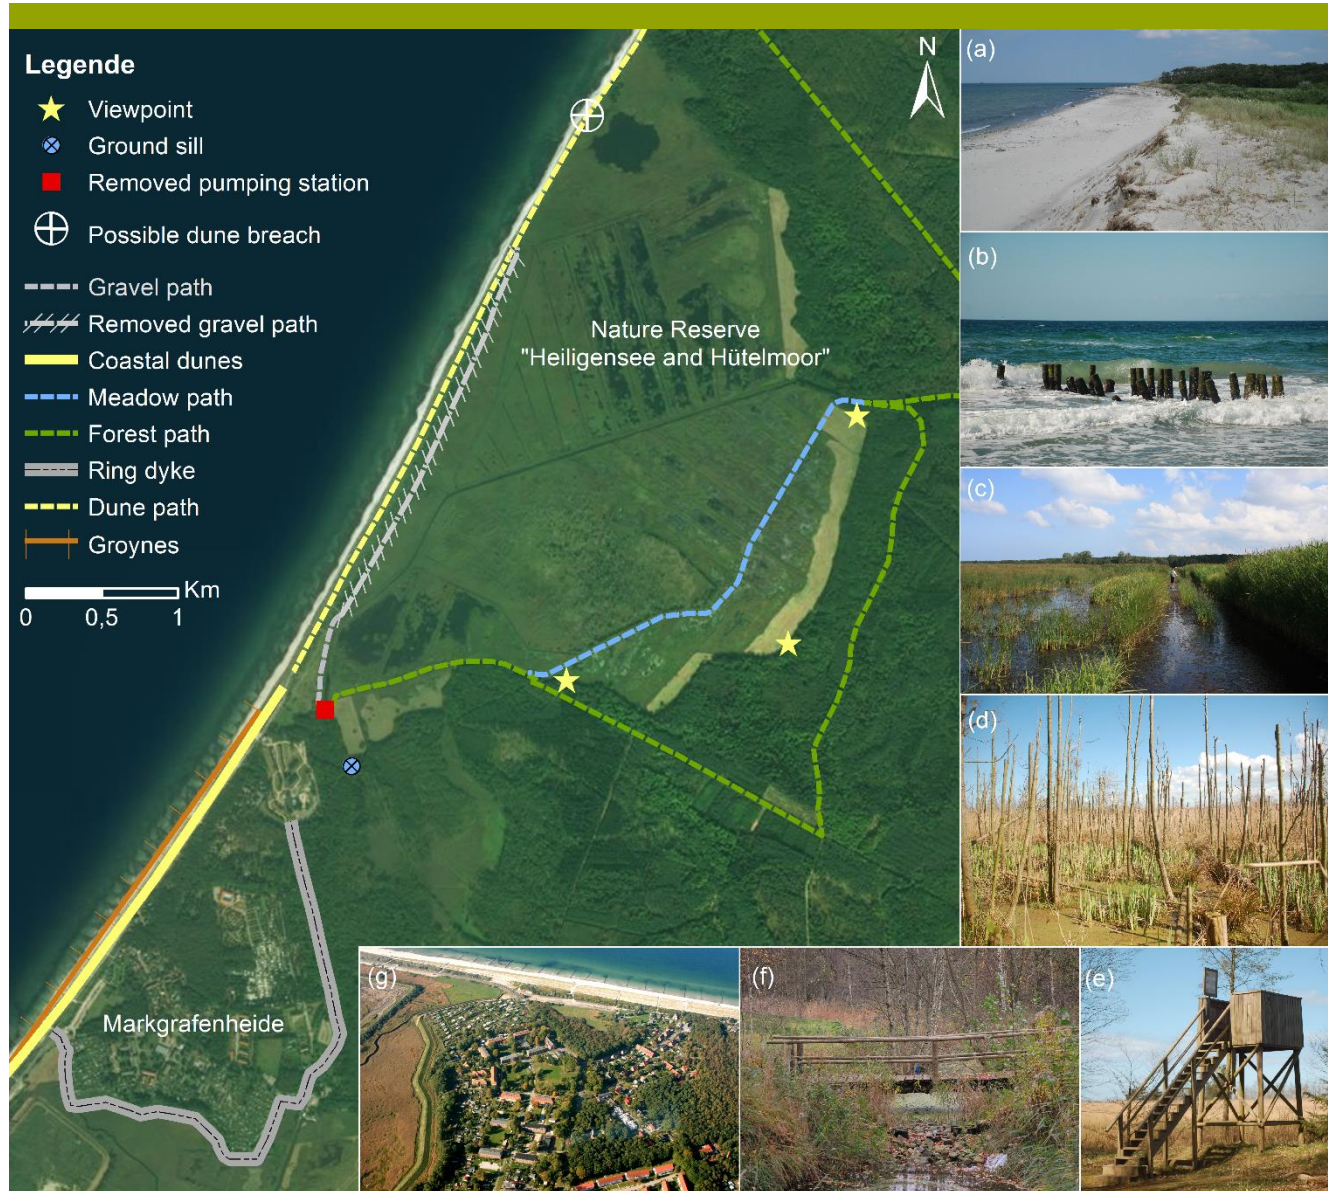 Legende
Viewpoint
Ground sill
Removed pumping station
Possible dune breach
Gravel path
Removed gravel path
Coastal dunes
Meadow path
Forest path
Ring dyke
Dune path
Groynes
Km
0 0,5 1
N
Nature Reserve
"Heiligensee and Hütelmoor"
Markgrafenheide
(a)
(b)
(c)
(d)
(g)
(f)
(e)